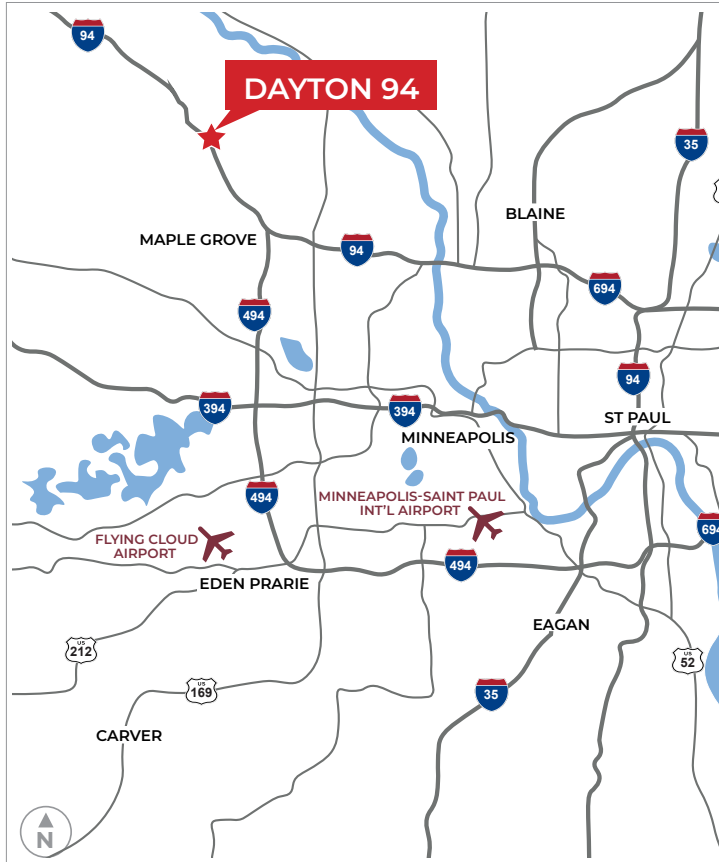 94
DAYTON 94
35
BLAINE
MAPLE GROVE
94
694
494
94
394
394
ST PAUL
MINNEAPOLIS
494
MINNEAPOLIS-SAINT PAUL
INT'L AIRPORT
694
FLYING CLOUD
AIRPORT
494
EDEN PRARIE
EAGAN
US
212
US
52
US
169
35
CARVER
N